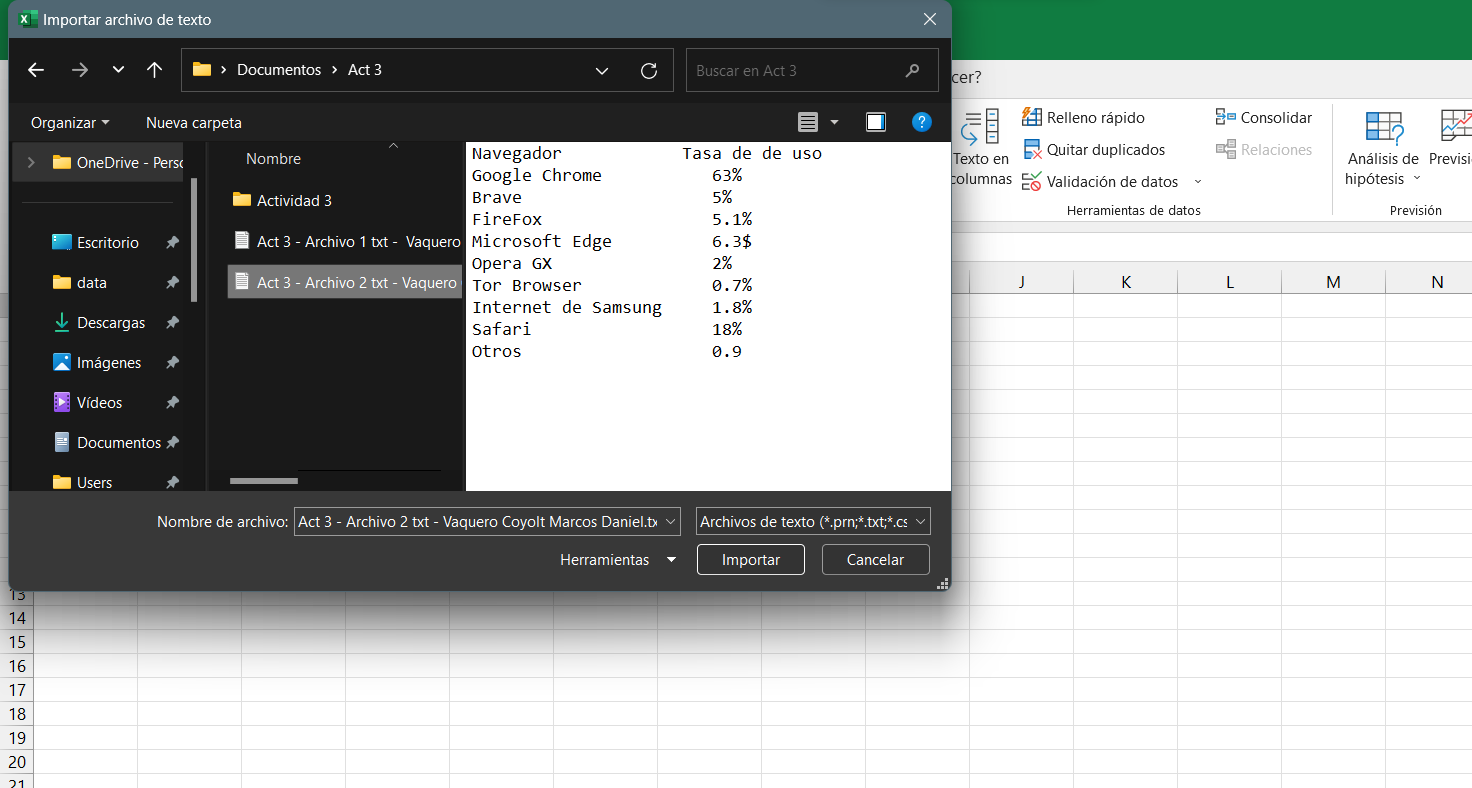 Importar archivo de texto
Documentos Act 3
Buscar en Act 3
cer?
Organizar
Nueva carpeta
OneDrive - Perso
Escritorio
data
Descargas
Imágenes
Vídeos
Documentos
Users
Nombre
Actividad 3
Act 3 - Archivo 1 txt - Vaquero
Act 3 - Archivo 2 txt - Vaquero
Navegador Tasa de de uso
Google Chrome 63%
Brave 5%
FireFox 5.1%
Microsoft Edge 6.3$
Opera GX 2%
Tor Browser 0.7%
Internet de Samsung 1.8%
Safari 18%
Otros 0.9
Nombre de archivo: Act 3 - Archivo 2 txt - Vaquero Coyolt Marcos Daniel.tx
Archivos de texto (*.prn;*.txt;*.cs
Herramientas
Importar
Cancelar
Texto en
columnas
Relleno rápido
Quitar duplicados
Validación de datos
Consolidar
Relaciones
Herramientas de datos
Análisis de
hipótesis
Previsi
Previsión
J K L M N
13
14
15
16
17
18
19
20
21